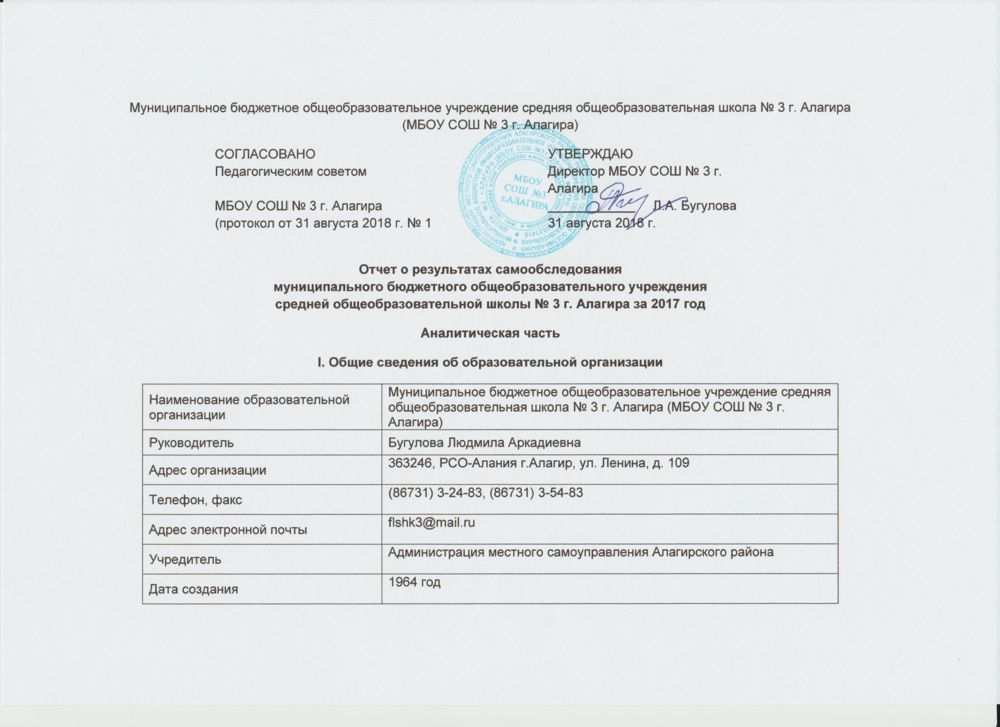 Муниципальное бюджетное общеобразовательное учреждение средняя общеобразовательная школа № 3 г. Алагира
(МБОУ СОШ № 3 г. Алагира)
СОГЛАСОВАНО
Педагогическим советом
МБОУ СОШ № 3 г. Алагира
(протокол от 31 августа 2018 г. № 1
УТВЕРЖДАЮ
Директор МБОУ СОШ № 3 г.
Алагира
Л.А. Бугулова
31 августа 2018 г.
МБОУ
СОШ №3
г.АЛАГИРА
Отчет о результатах самообследования
муниципального бюджетного общеобразовательного учреждения
средней общеобразовательной школы № 3 г. Алагира за 2017 год
Аналитическая часть
I. Общие сведения об образовательной организации
Наименование образовательной
организации
Муниципальное бюджетное общеобразовательное учреждение средняя
общеобразовательная школа № 3 г. Алагира (МБОУ СОШ № 3 г.
Алагира)
Руководитель
Бугулова Людмила Аркадиевна
Адрес организации
363246, РСО-Алания г.Алагир, ул. Ленина, д. 109
Телефон, факс
(86731) 3-24-83, (86731) 3-54-83
Адрес электронной почты
flshk3@mail.ru
Учредитель
Администрация местного самоуправления Алагирского района
Дата создания
1964 год